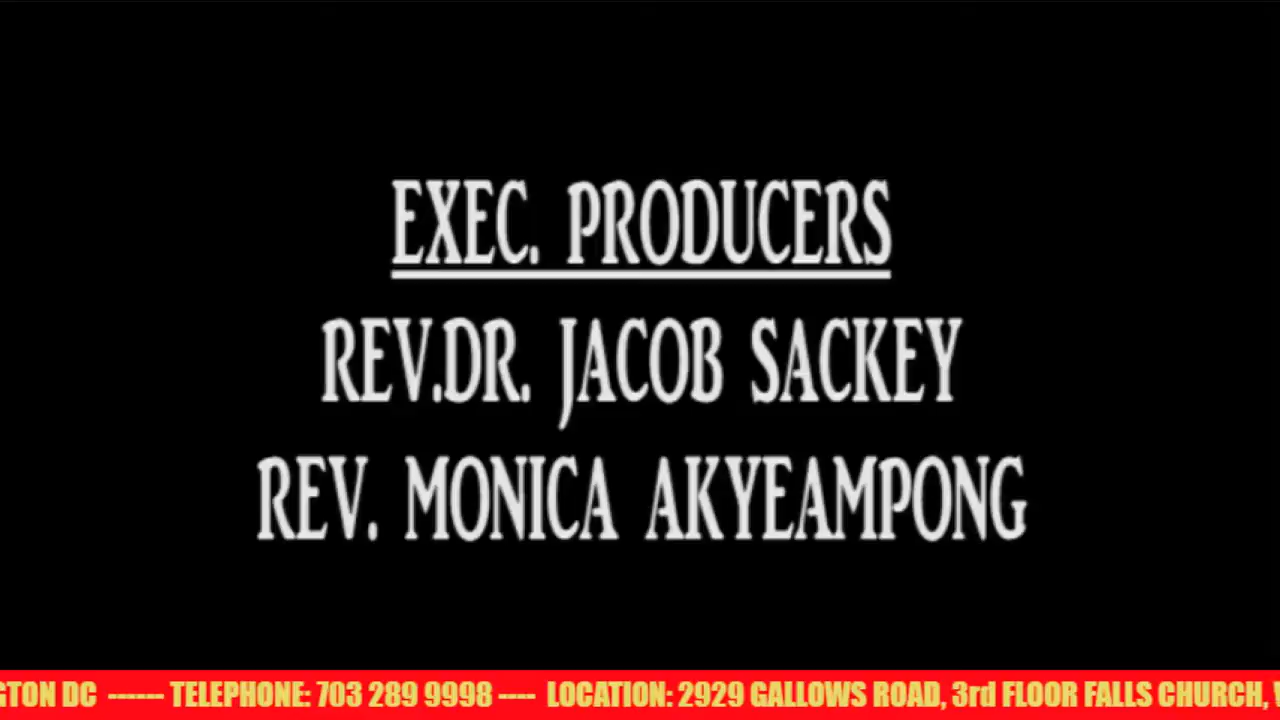 EXEC. PRODUCERS
REV.DR. JACOB SACKEY
REV. MONICA AKYEAMPONG
GTON DC ------ TELEPHONE: 703 289 9998 ---- LOCATION: 2929 GALLOWS ROAD, 3rd FLOOR FALLS CHURCH,